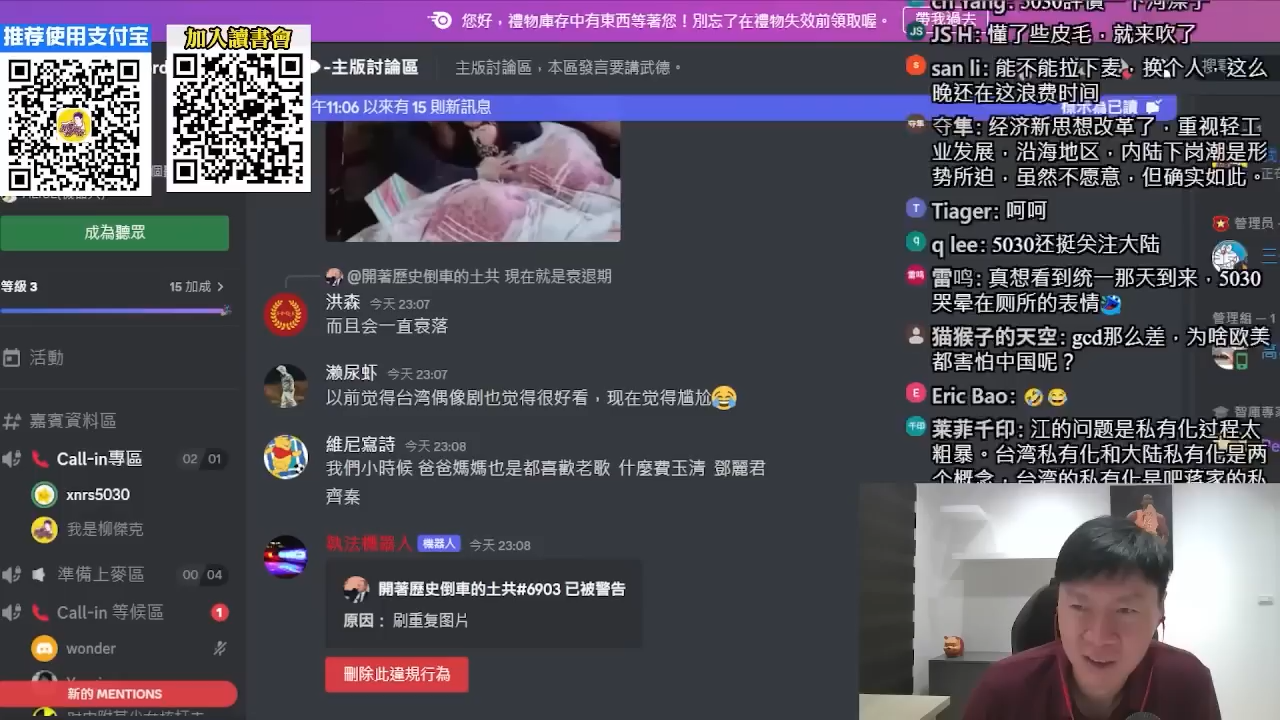 您好，禮物庫存中有東西等著您！別忘了在禮物失效前領取喔。
帶我過去
推荐使用支付宝
加入讀書會
-主版討論區
主版討論區，本區發言要講武德。
午11:06 以來有 15 則新訊息
標示為已讀
成為聽眾
等級 3
15 加成
活動
嘉賓資料區
Call-in專區
02 01
xnrs5030
我是柳傑克
準備上麥區
00 04
Call-in 等候區
1
wonder
新的 MENTIONS
@開著歷史倒車的土共 現在就是衰退期
洪森 今天 23:07
而且会一直衰落
濑尿虾 今天 23:07
以前觉得台湾偶像剧也觉得很好看，现在觉得尴尬😂
維尼寫詩 今天 23:08
我們小時候 爸爸媽媽也是都喜歡老歌 什麼費玉清 鄧麗君
齊秦
執法機器人 機器人 今天 23:08
開著歷史倒車的土共#6903 已被警告
原因： 刷重复图片
刪除此違規行為
JS H: 懂了些皮毛，就来吹了
san li: 能不能拉下麦，换个人，这么
晚还在这浪费时间
夺隼: 经济新思想改革了，重视轻工
业发展，沿海地区，内陆下岗潮是形
势所迫，虽然不愿意，但确实如此。
Tiager: 呵呵
q lee: 5030还挺关注大陆
雷鸣: 真想看到统一那天到来，5030
哭晕在厕所的表情
猫猴子的天空: gcd那么差，为啥欧美
都害怕中国呢？
Eric Bao: 🤣😂
莱菲千印: 江的问题是私有化过程太
粗暴。台湾私有化和大陆私有化是两
个概念，台湾的私有化是吧蒋家的私
管理员
管理組 — 1